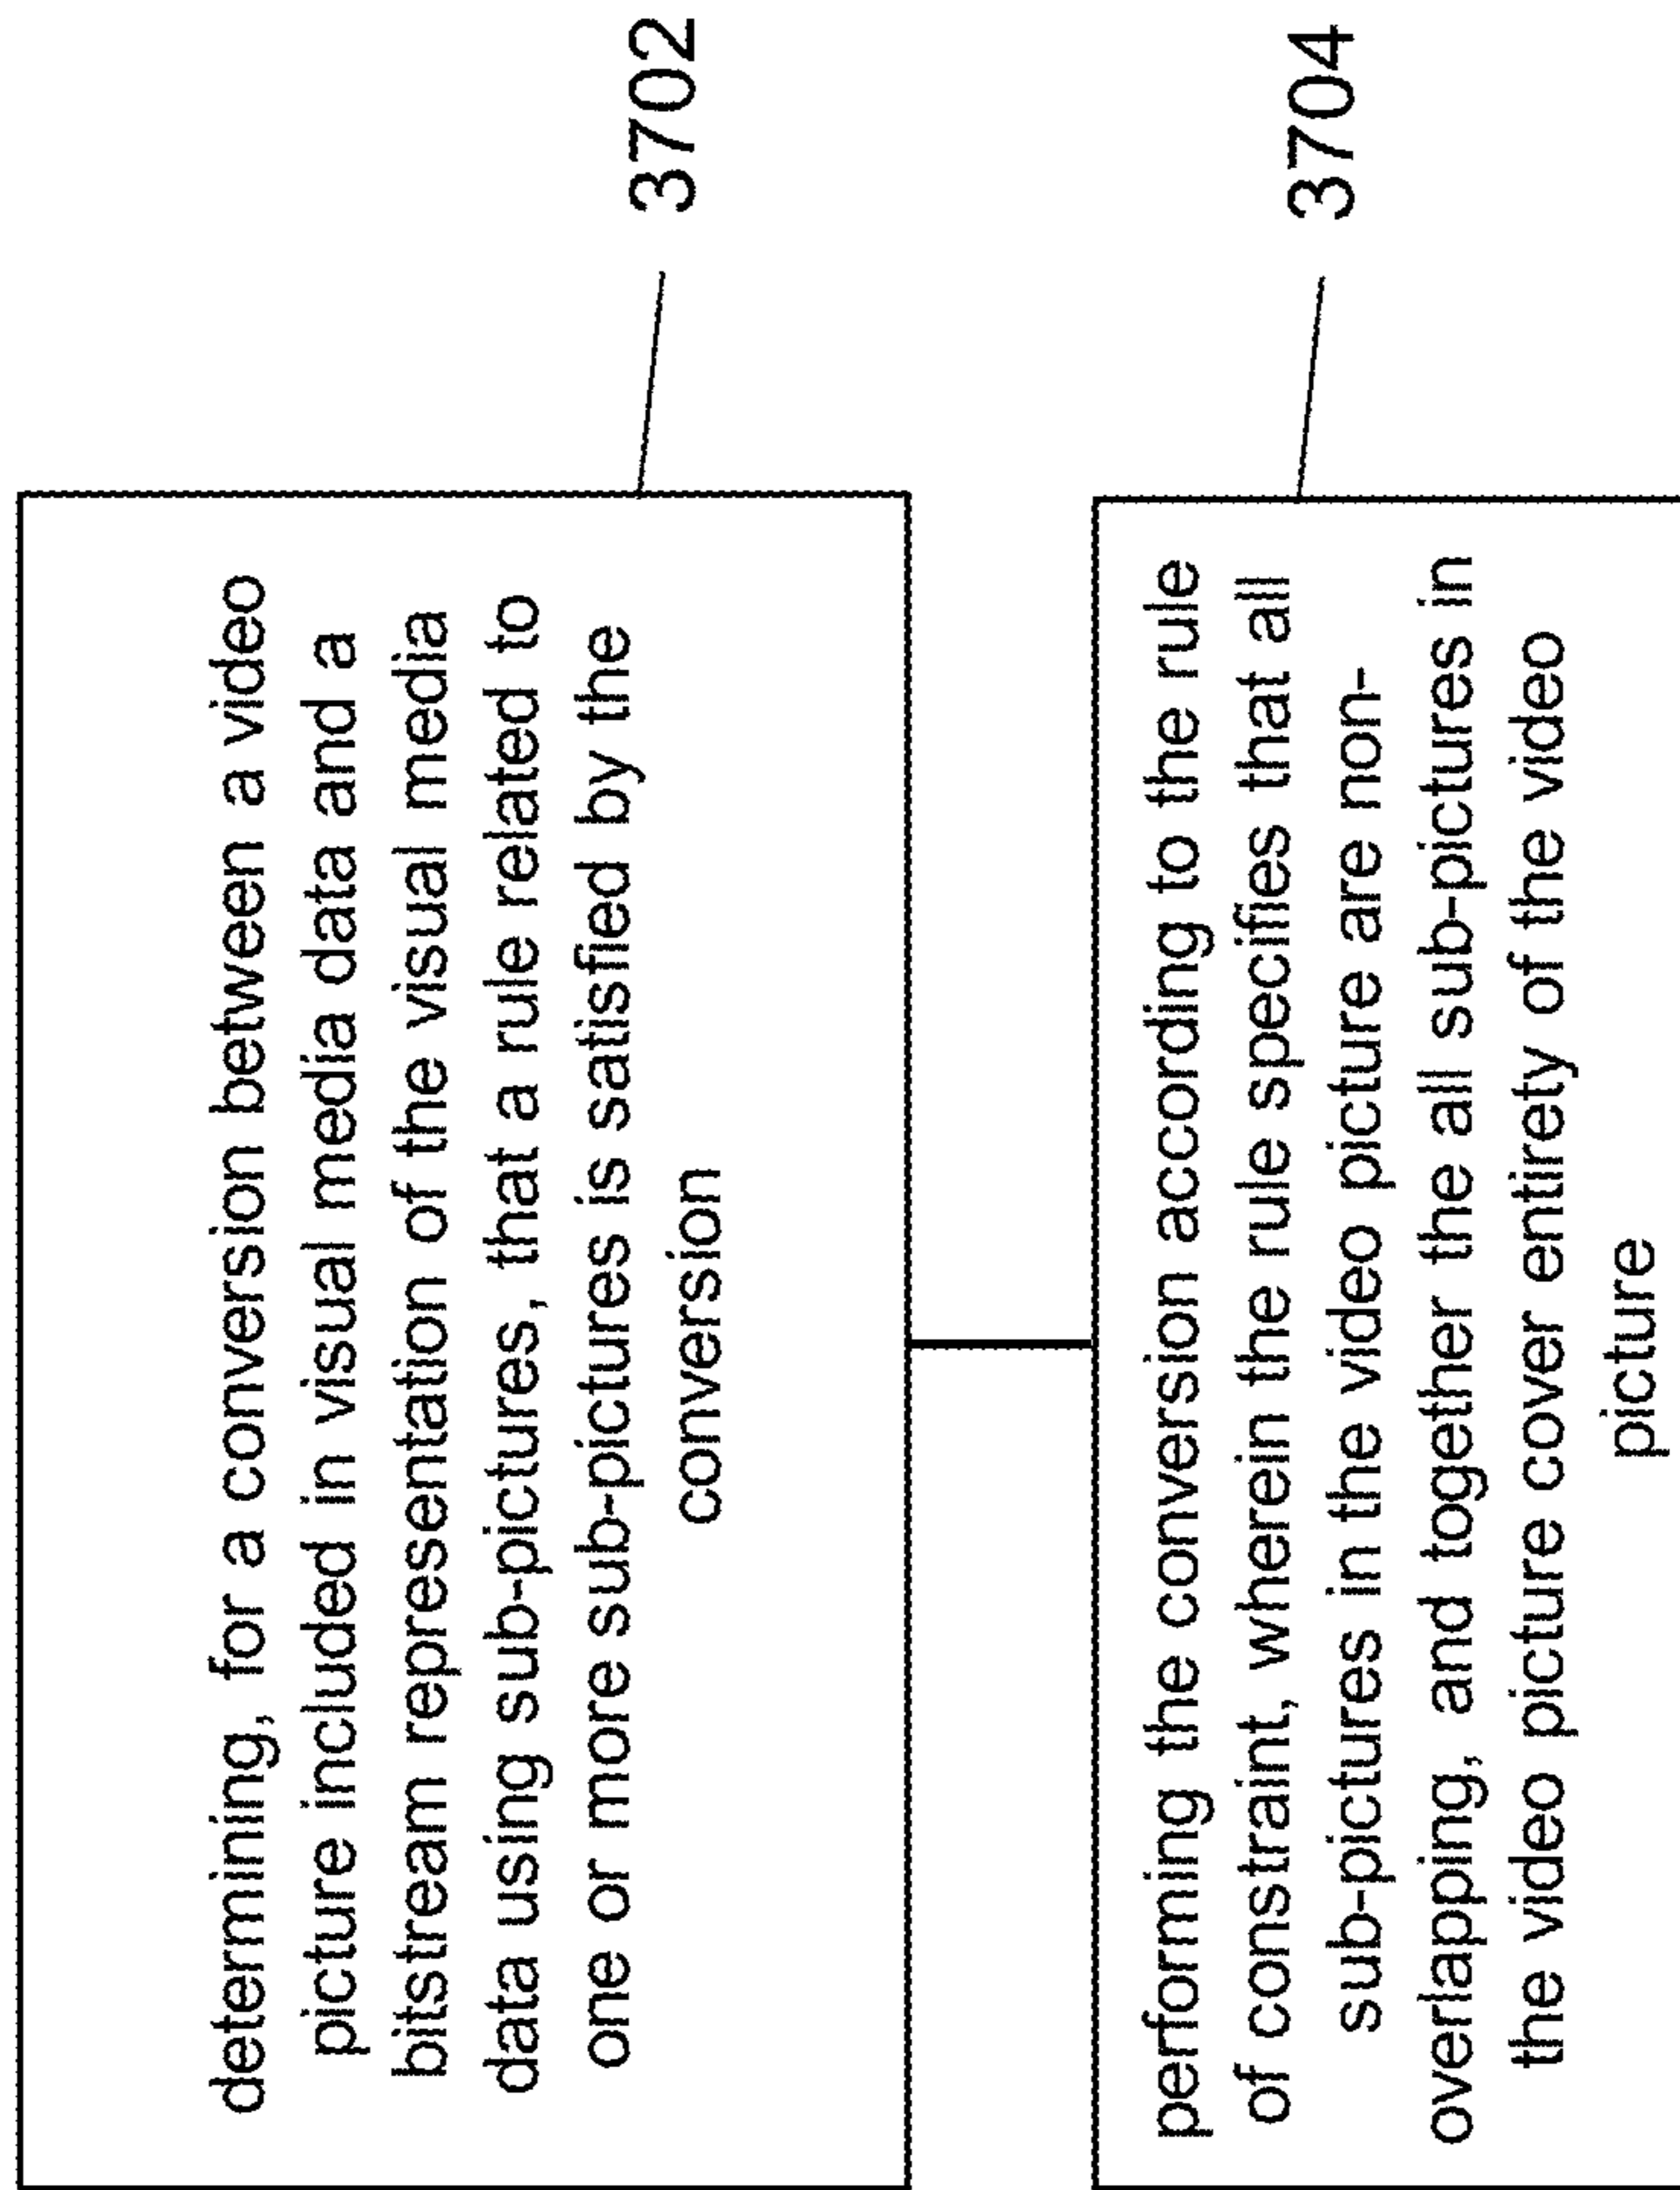 determining, for a conversion between a video
picture included in visual media data and a
bitstream representation of the visual media
data using sub-pictures, that a rule related to
one or more sub-pictures is satisfied by the
conversion
3702
performing the conversion according to the rule
of constraint, wherein the rule specifies that all
sub-pictures in the video picture are non-
overlapping, and together the all sub-pictures in
the video picture cover entirety of the video
picture
3704